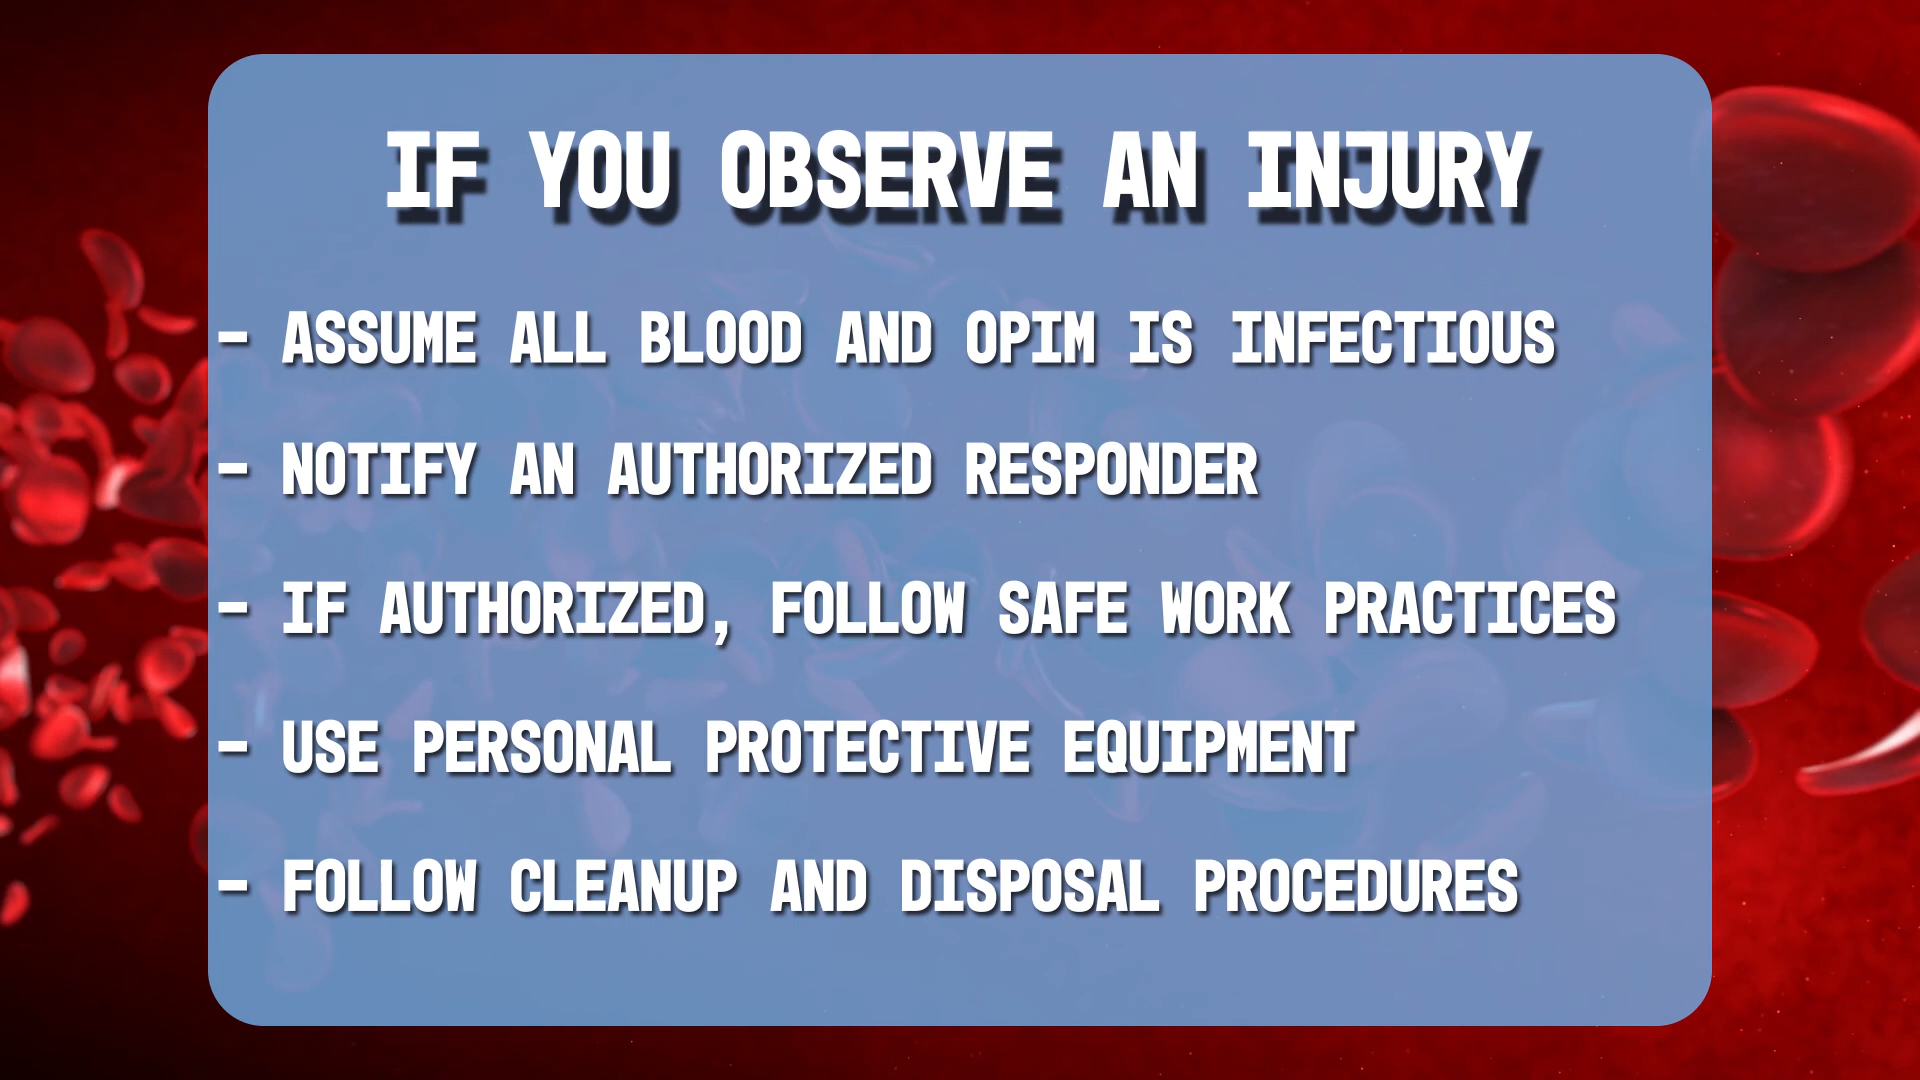 IF YOU OBSERVE AN INJURY
- ASSUME ALL BLOOD AND OPIM IS INFECTIOUS
- NOTIFY AN AUTHORIZED RESPONDER
- IF AUTHORIZED, FOLLOW SAFE WORK PRACTICES
- USE PERSONAL PROTECTIVE EQUIPMENT
- FOLLOW CLEANUP AND DISPOSAL PROCEDURES